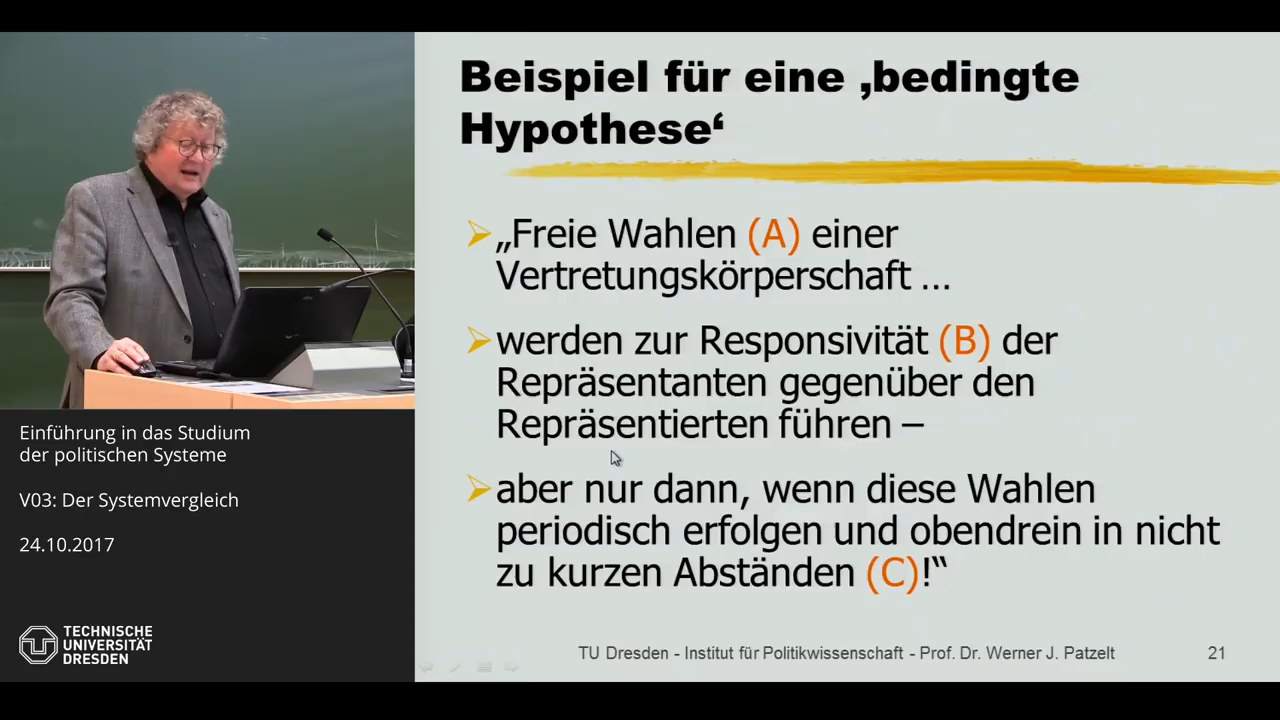 Beispiel für eine ‚bedingte
Hypothese‘
„Freie Wahlen (A) einer
Vertretungskörperschaft ...
werden zur Responsivität (B) der
Repräsentanten gegenüber den
Repräsentierten führen –
aber nur dann, wenn diese Wahlen
periodisch erfolgen und obendrein in nicht
zu kurzen Abständen (C)!“
TU Dresden - Institut für Politikwissenschaft - Prof. Dr. Werner J. Patzelt
21
Einführung in das Studium
der politischen Systeme
V03: Der Systemvergleich
24.10.2017
TECHNISCHE
UNIVERSITÄT
DRESDEN